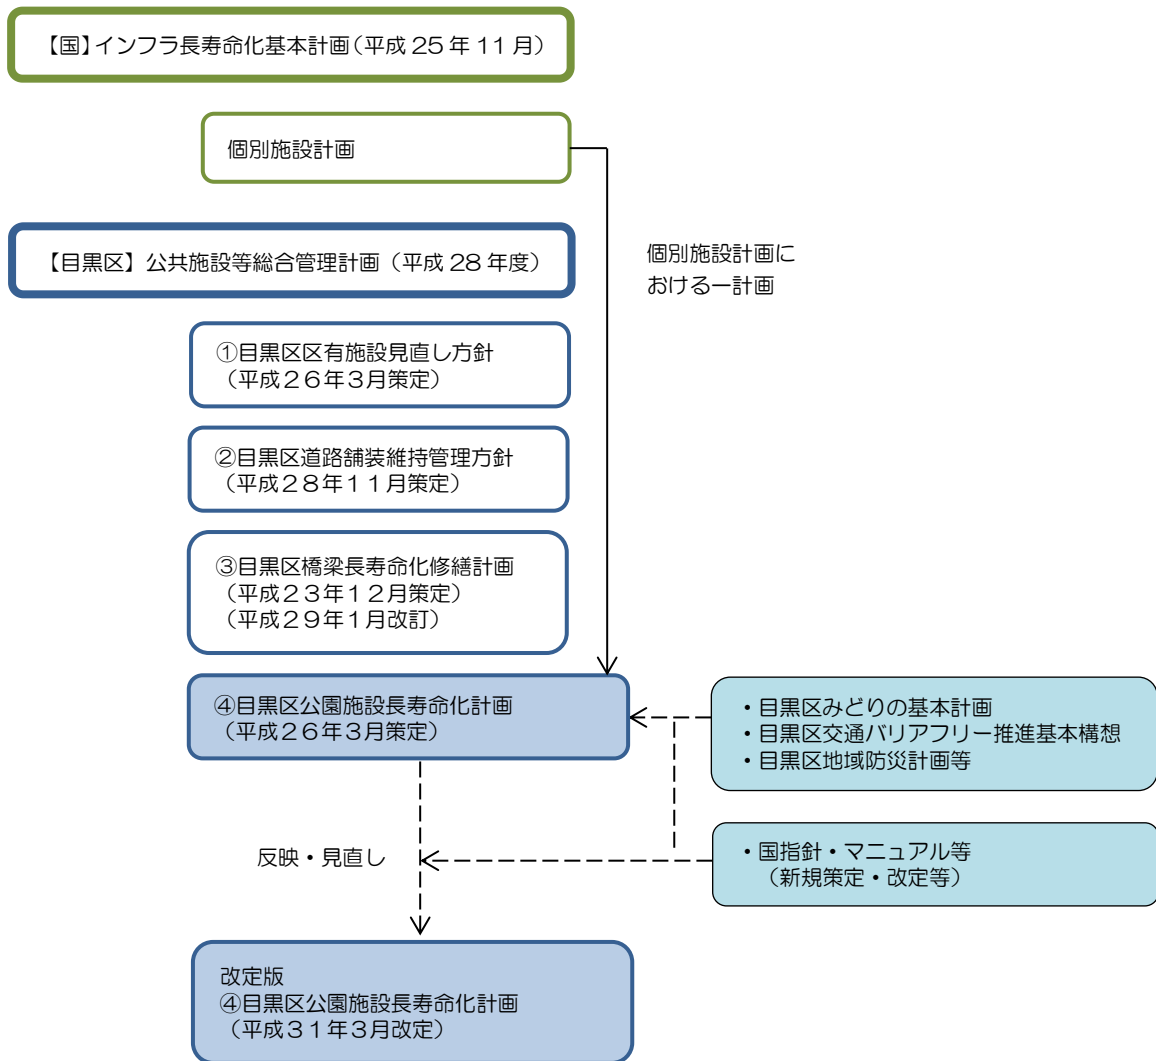 【国】インフラ長寿命化基本計画（平成 25 年 11 月）
個別施設計画
【目黒区】公共施設等総合管理計画（平成 28 年度）
個別施設計画に
おける一計画
①目黒区区有施設見直し方針
（平成２６年３月策定）
②目黒区道路舗装維持管理方針
（平成２８年１１月策定）
③目黒区橋梁長寿命化修繕計画
（平成２３年１２月策定）
（平成２９年１月改訂）
④目黒区公園施設長寿命化計画
（平成２６年３月策定）
・目黒区みどりの基本計画
・目黒区交通バリアフリー推進基本構想
・目黒区地域防災計画等
反映・見直し
・国指針・マニュアル等
（新規策定・改定等）
改定版
④目黒区公園施設長寿命化計画
（平成３１年３月改定）